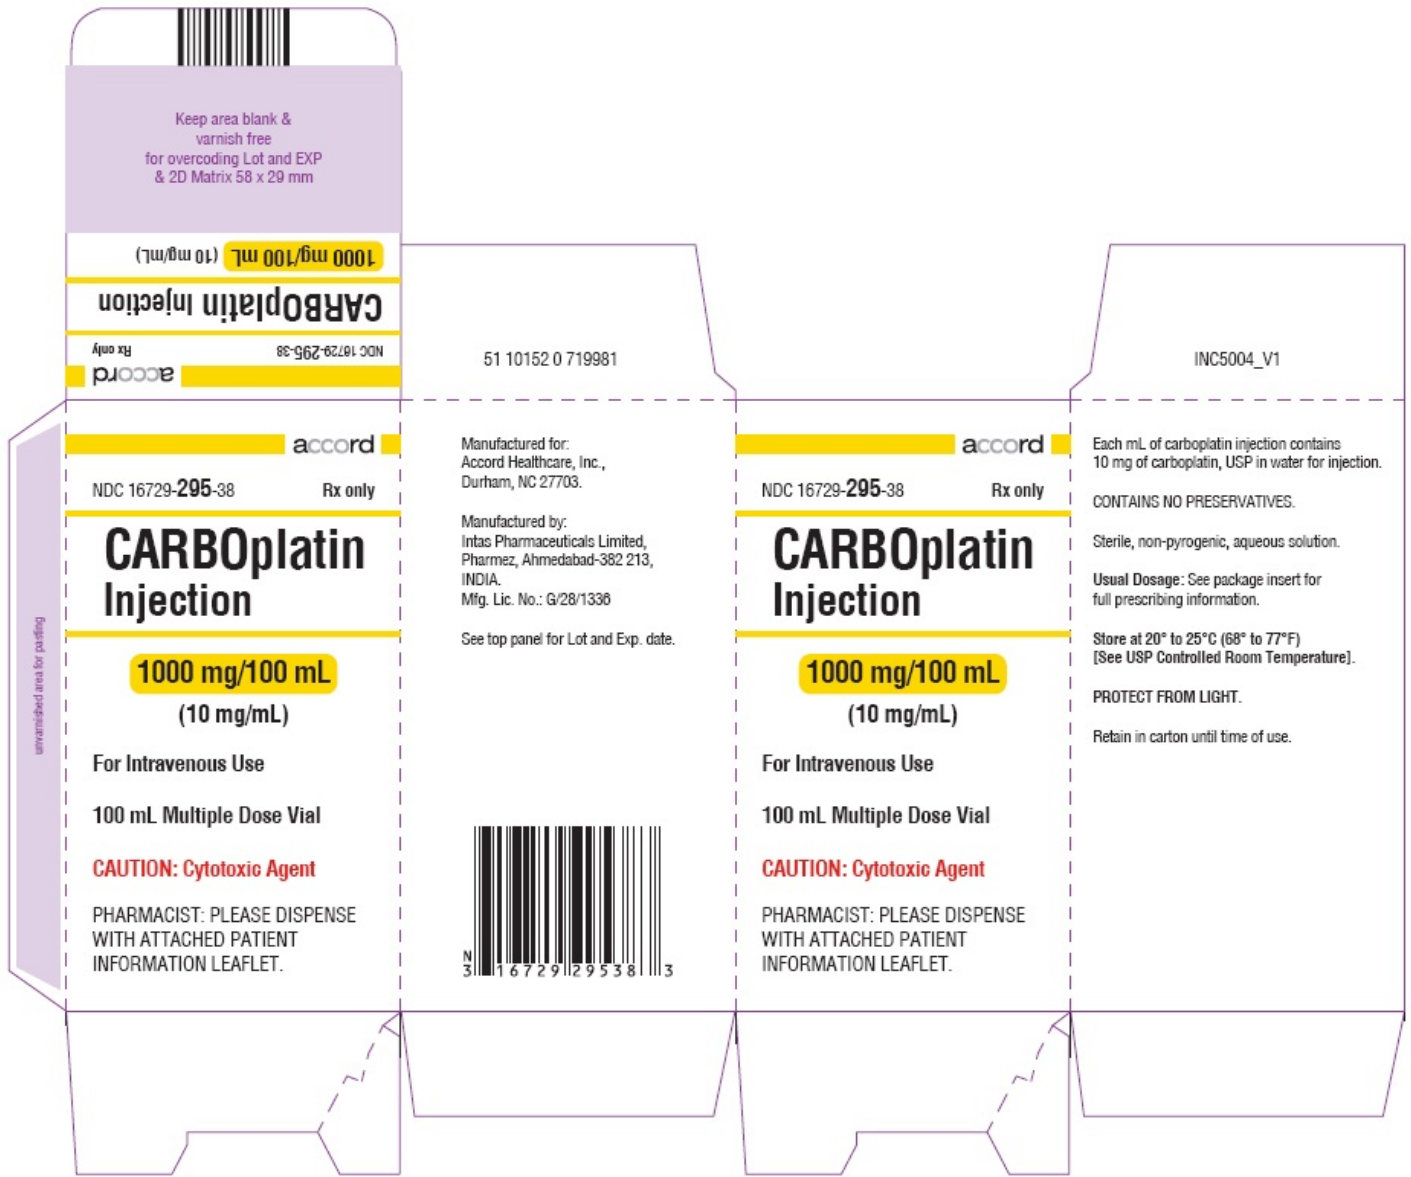 Keep area blank &
varnish free
for overcoding Lot and EXP
& 2D Matrix 58 x 29 mm
1000 mg/100 mL (10 mg/mL)
CARBOplatin Injection
NDC 16729-295-38 Rx only
accord
51 10152 0 719981
INC5004_V1
unvarnished area for pasting
accord
NDC 16729-295-38 Rx only
CARBOplatin
Injection
1000 mg/100 mL
(10 mg/mL)
For Intravenous Use
100 mL Multiple Dose Vial
CAUTION: Cytotoxic Agent
PHARMACIST: PLEASE DISPENSE
WITH ATTACHED PATIENT
INFORMATION LEAFLET.
Manufactured for:
Accord Healthcare, Inc.,
Durham, NC 27703.
Manufactured by:
Intas Pharmaceuticals Limited,
Pharmez, Ahmedabad-382 213,
INDIA.
Mfg. Lic. No.: G/28/1336
See top panel for Lot and Exp. date.
N
3 16729 29538 3
accord
NDC 16729-295-38 Rx only
CARBOplatin
Injection
1000 mg/100 mL
(10 mg/mL)
For Intravenous Use
100 mL Multiple Dose Vial
CAUTION: Cytotoxic Agent
PHARMACIST: PLEASE DISPENSE
WITH ATTACHED PATIENT
INFORMATION LEAFLET.
Each mL of carboplatin injection contains
10 mg of carboplatin, USP in water for injection.
CONTAINS NO PRESERVATIVES.
Sterile, non-pyrogenic, aqueous solution.
Usual Dosage: See package insert for
full prescribing information.
Store at 20° to 25°C (68° to 77°F)
[See USP Controlled Room Temperature].
PROTECT FROM LIGHT.
Retain in carton until time of use.